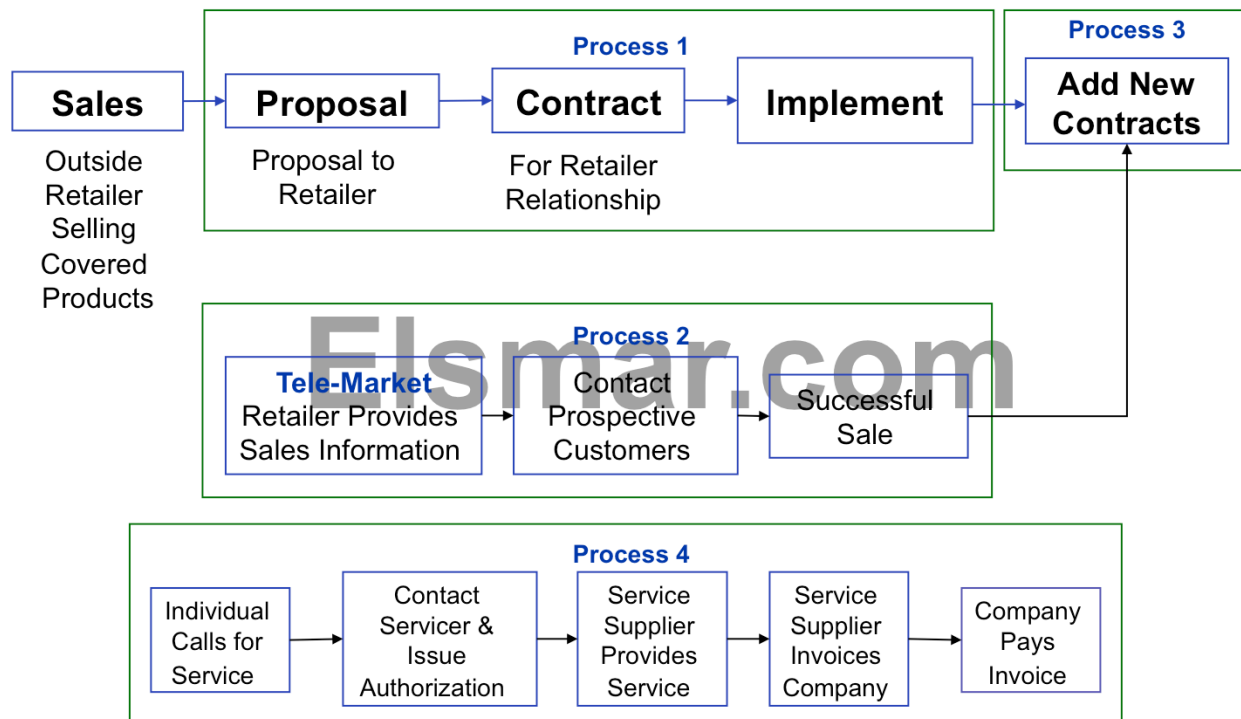 Process 1
Process 3
Sales
Proposal
Contract
Implement
Add New
Contracts
Outside
Retailer
Selling
Covered
Products
Proposal to
Retailer
For Retailer
Relationship
Process 2
Elsmar.com
Tele-Market
Retailer Provides
Sales Information
Contact
Prospective
Customers
Successful
Sale
Process 4
Individual
Calls for
Service
Contact
Servicer &
Issue
Authorization
Service
Supplier
Provides
Service
Service
Supplier
Invoices
Company
Company
Pays
Invoice